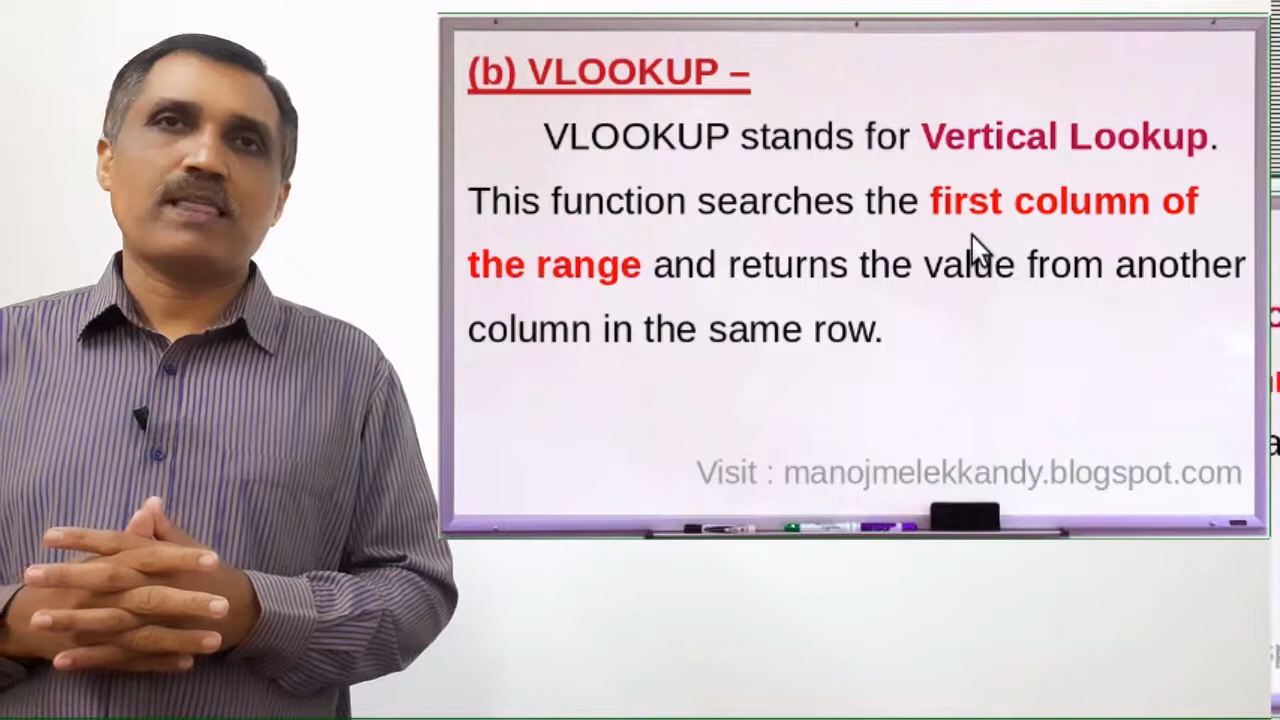 (b) VLOOKUP –
VLOOKUP stands for Vertical Lookup.
This function searches the first column of
the range and returns the value from another
column in the same row.
Visit : manojmelekkandy.blogspot.com